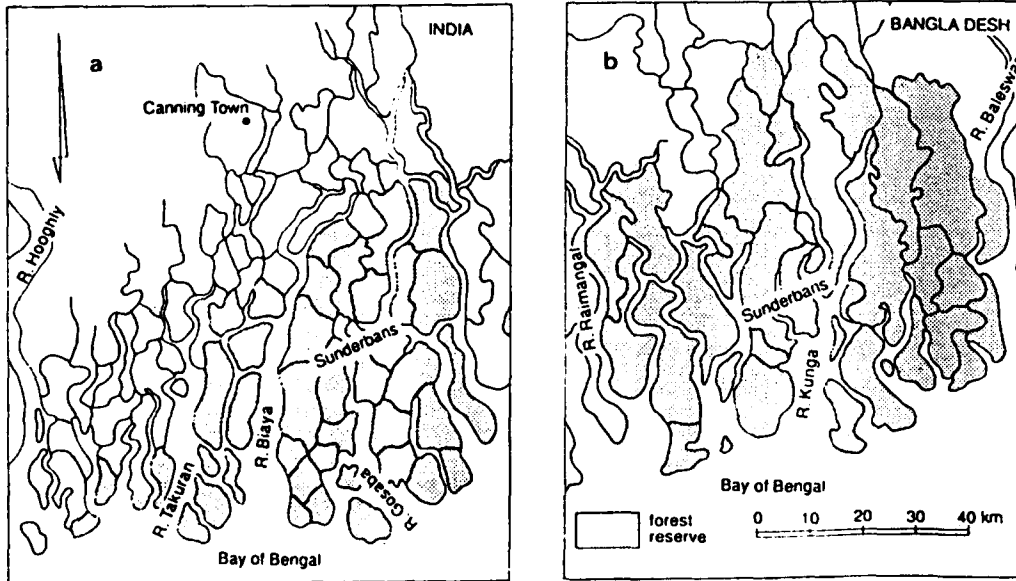 a
INDIA
Canning Town
R. Hooghly
Sunderbans
R. Biaya
R. Takuran
R. Gosaba
Bay of Bengal
b
BANGLA DESH
R. Baleswar
R. Raimangal
Sunderbans
R. Kunga
Bay of Bengal
forest
reserve
0 10 20 30 40 km